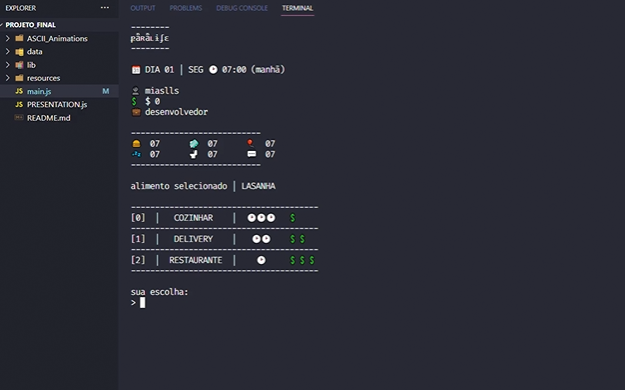 EXPLORER ...
PROJETO_FINAL
ASCII_Animations
data
lib
resources
JS main.js M
JS PRESENTATION.js
README.md
OUTPUT PROBLEMS DEBUG CONSOLE TERMINAL
---------
DIA 01 | SEG 🕑 07:00 (manhã)
miaslls
$ $ 0
desenvolvedor
07 07 07
💤 07 07 07
alimento selecionado | LASANHA
[0] | COZINHAR | 🕑🕑🕑 $
[1] | DELIVERY | 🕑🕑 $ $
[2] | RESTAURANTE | 🕑 $ $ $
sua escolha:
>